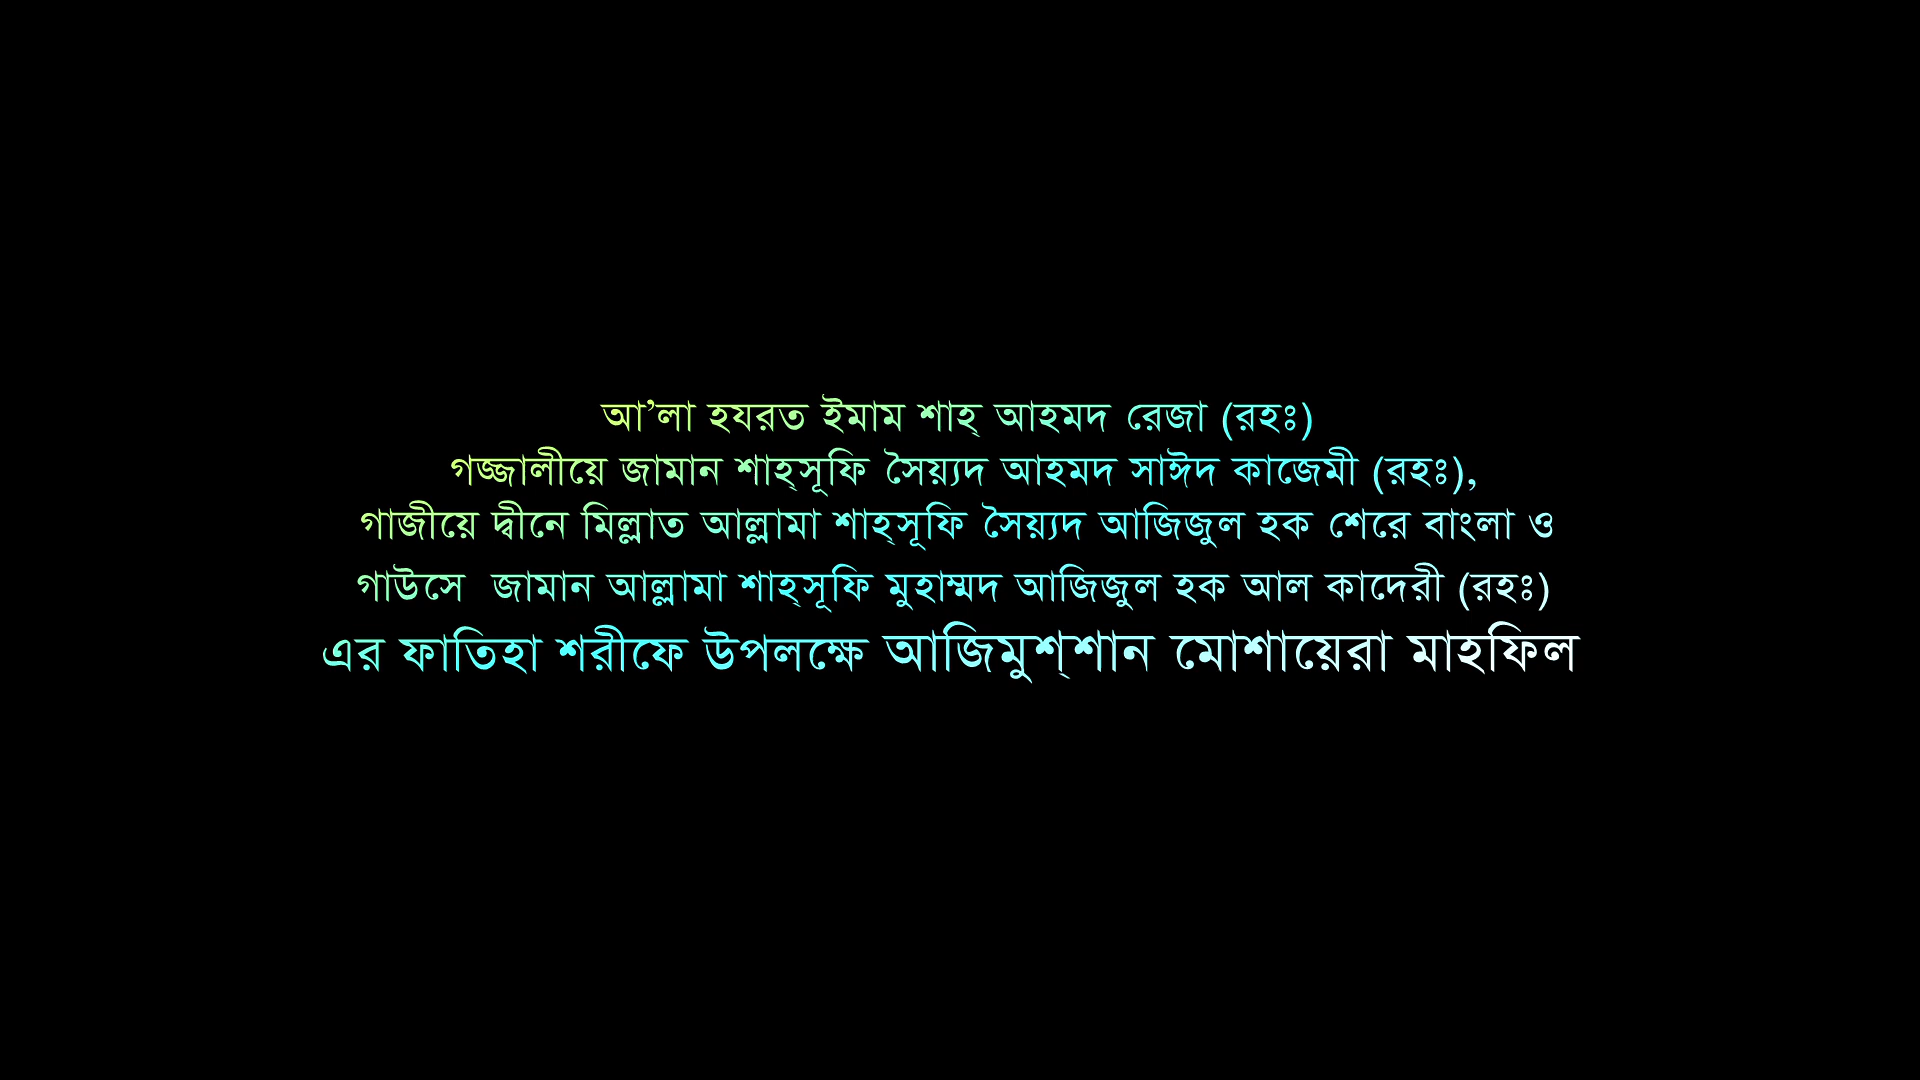 আ’লা হযরত ইমাম শাহ্ আহমদ রেজা (রহঃ)
গজ্জালীয়ে জামান শাহ্‌সূফি সৈয়্যদ আহমদ সাঈদ কাজেমী (রহঃ),
গাজীয়ে দ্বীনে মিল্লাত আল্লামা শাহ্‌সূফি সৈয়্যদ আজিজুল হক শেরে বাংলা ও
গাউসে  জামান আল্লামা শাহ্‌সূফি মুহাম্মদ আজিজুল হক আল কাদেরী (রহঃ)
এর ফাতিহা শরীফে উপলক্ষে আজিমুশ্‌শান মোশায়েরা মাহফিল